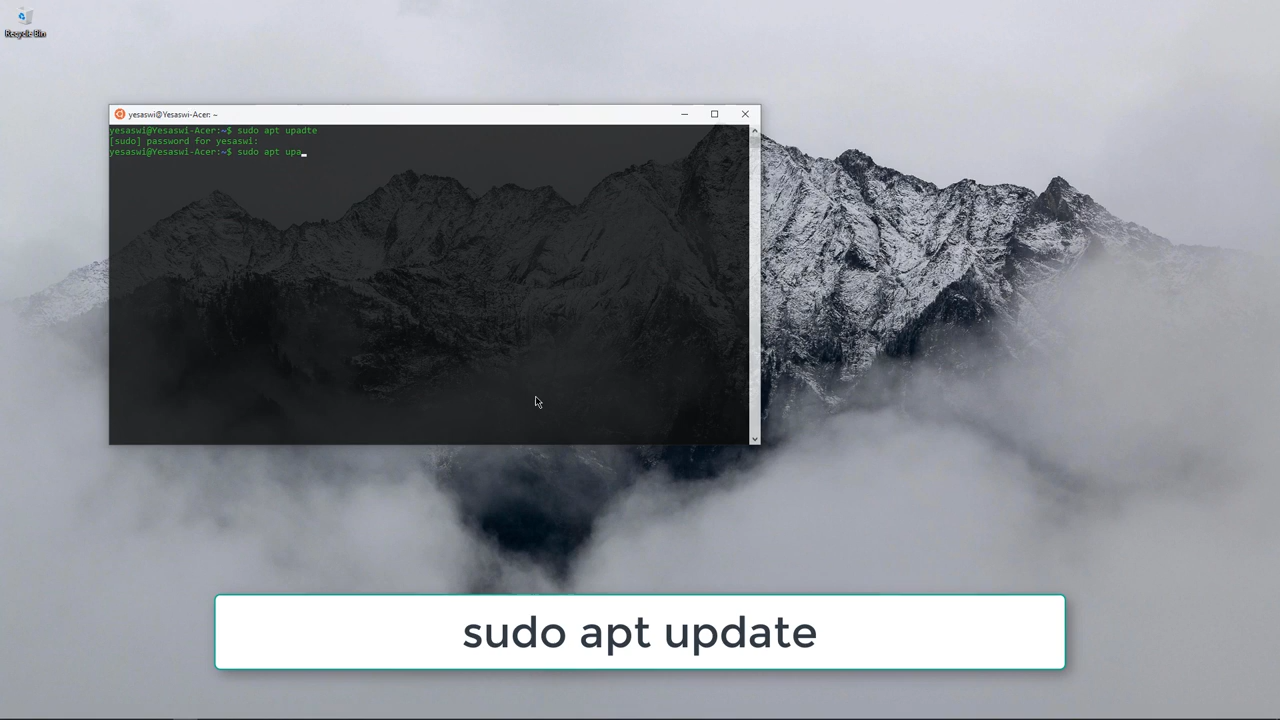 Recycle Bin
yesaswi@Yesaswi-Acer: ~
yesaswi@Yesaswi-Acer:~$ sudo apt upadte
[sudo] password for yesaswi:
yesaswi@Yesaswi-Acer:~$ sudo apt upa
sudo apt update